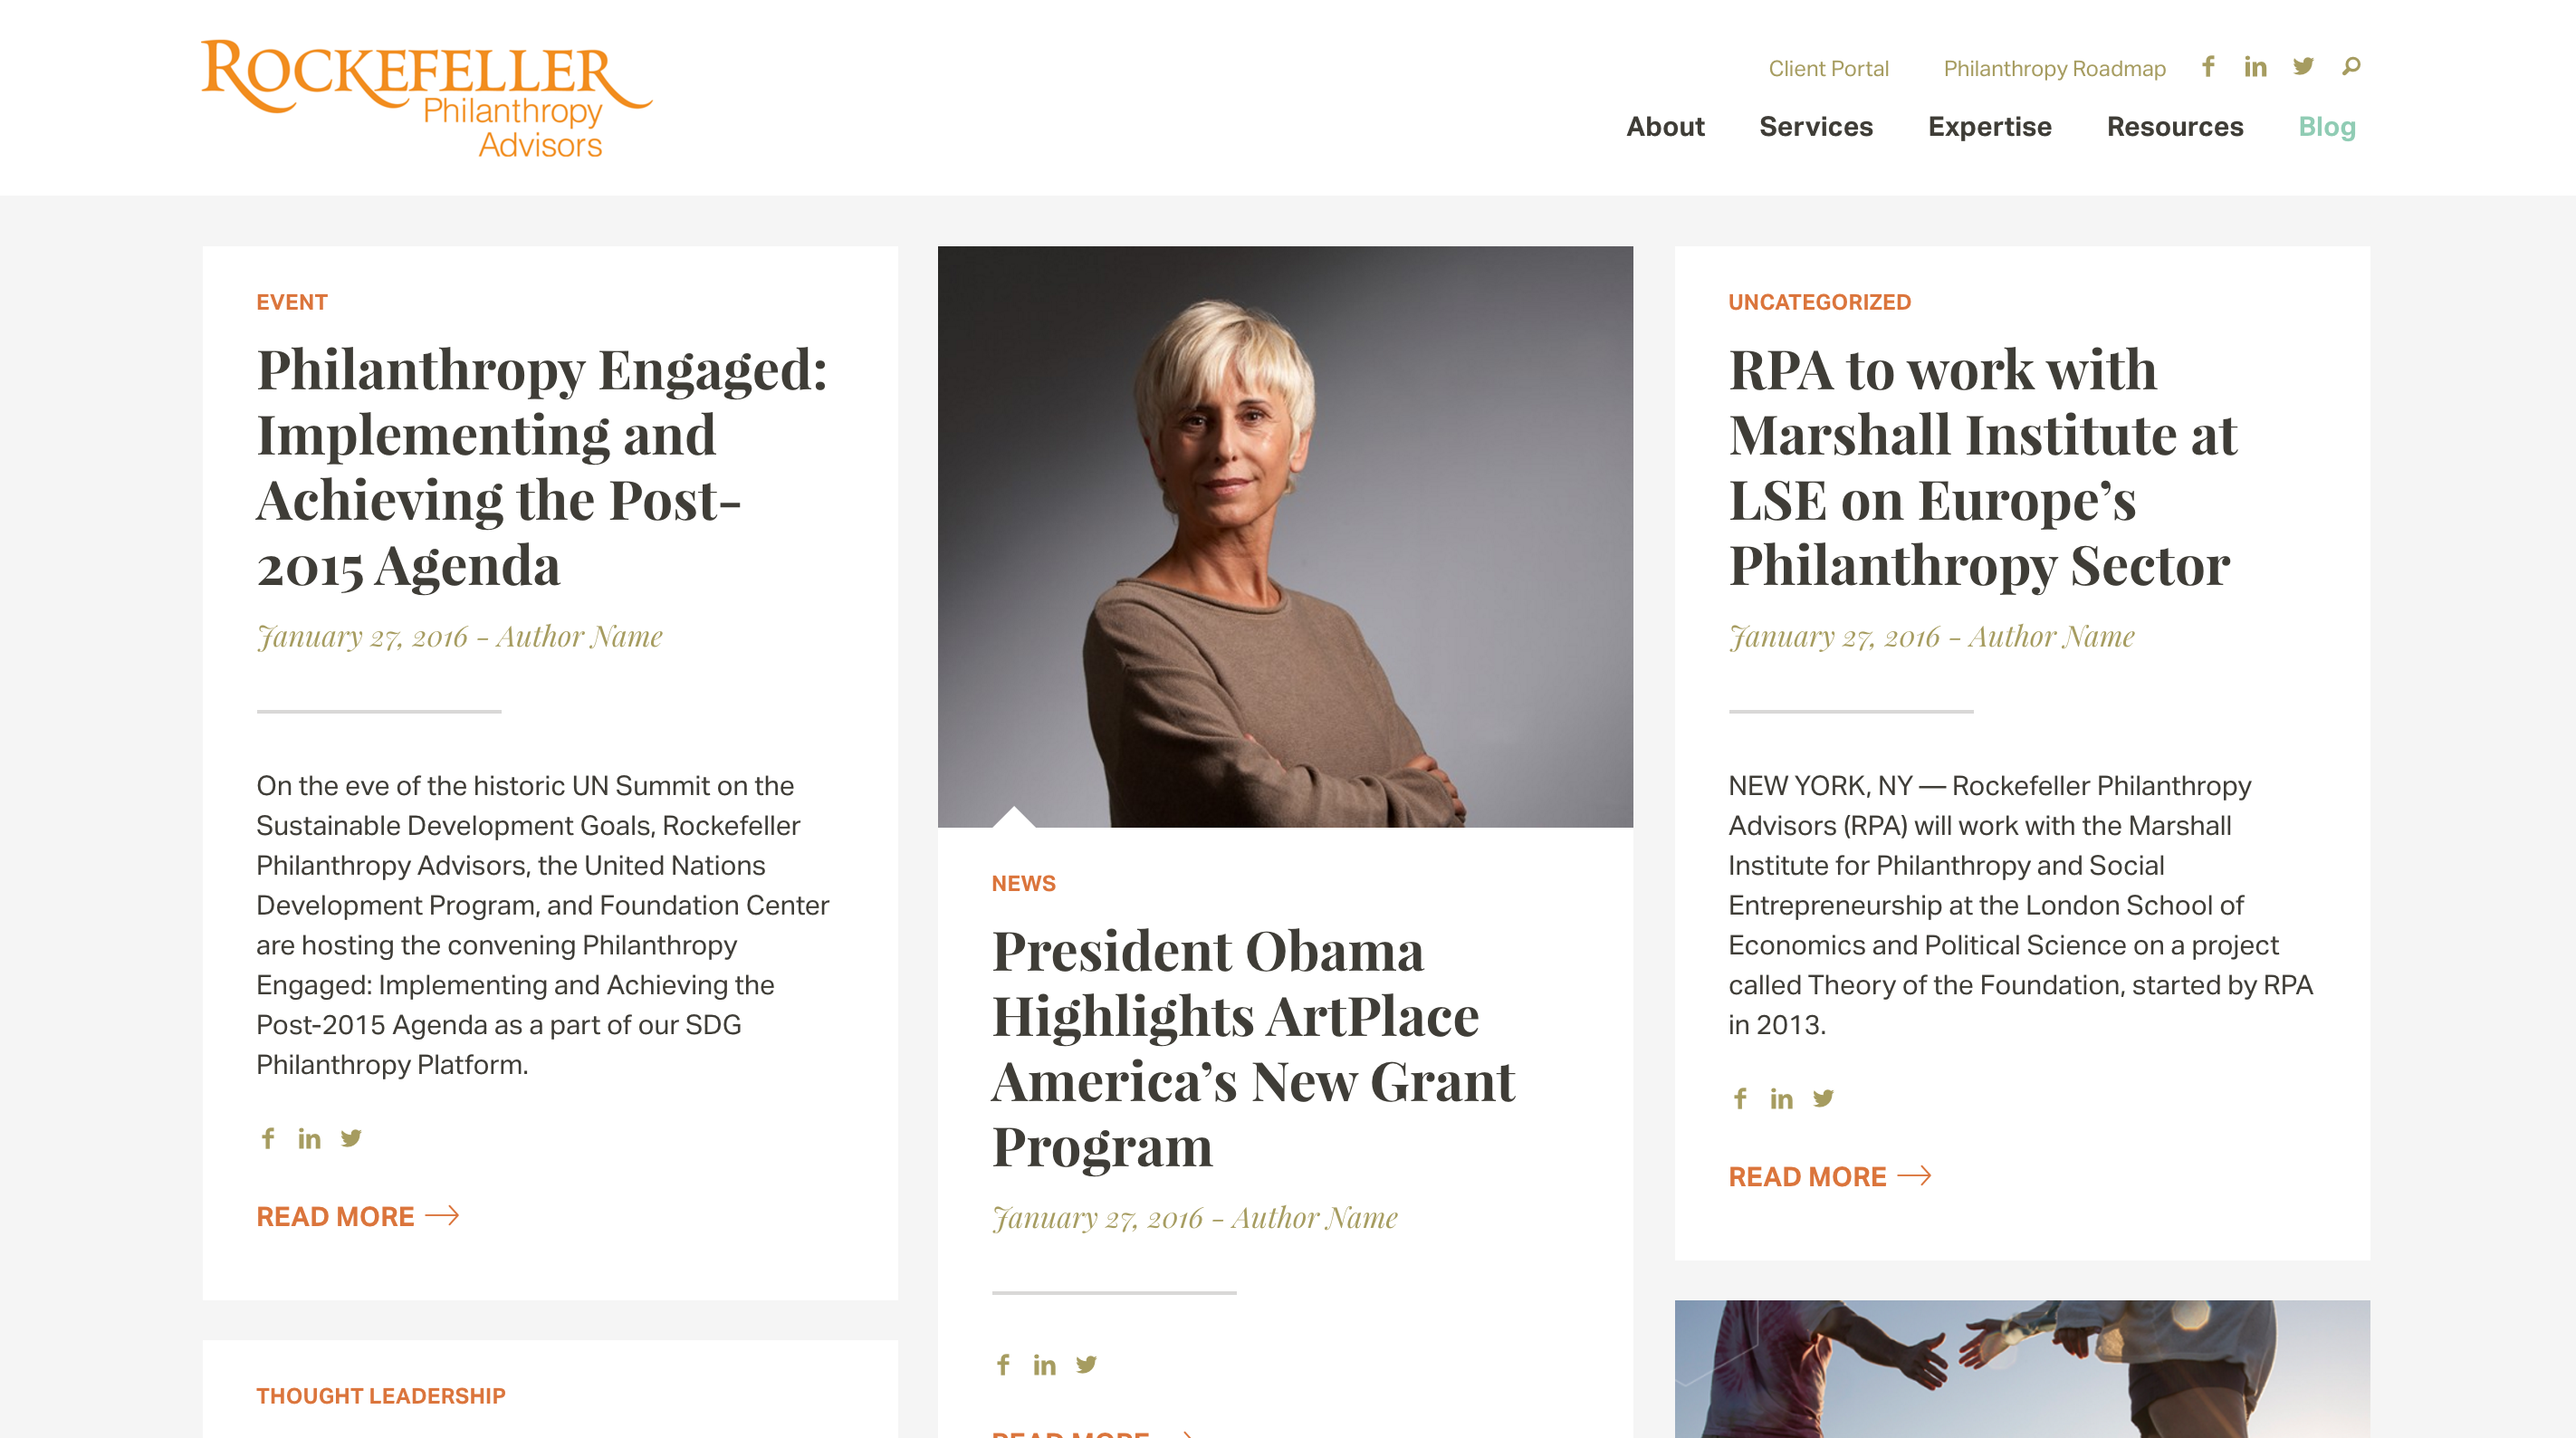 ROCKEFELLER
Philanthropy
Advisors
Client Portal
Philanthropy Roadmap
About
Services
Expertise
Resources
Blog
EVENT
Philanthropy Engaged:
Implementing and
Achieving the Post-
2015 Agenda
January 27, 2016 - Author Name
On the eve of the historic UN Summit on the
Sustainable Development Goals, Rockefeller
Philanthropy Advisors, the United Nations
Development Program, and Foundation Center
are hosting the convening Philanthropy
Engaged: Implementing and Achieving the
Post-2015 Agenda as a part of our SDG
Philanthropy Platform.
READ MORE
THOUGHT LEADERSHIP
NEWS
President Obama
Highlights ArtPlace
America’s New Grant
Program
January 27, 2016 - Author Name
READ MORE
UNCATEGORIZED
RPA to work with
Marshall Institute at
LSE on Europe’s
Philanthropy Sector
January 27, 2016 - Author Name
NEW YORK, NY — Rockefeller Philanthropy
Advisors (RPA) will work with the Marshall
Institute for Philanthropy and Social
Entrepreneurship at the London School of
Economics and Political Science on a project
called Theory of the Foundation, started by RPA
in 2013.
READ MORE